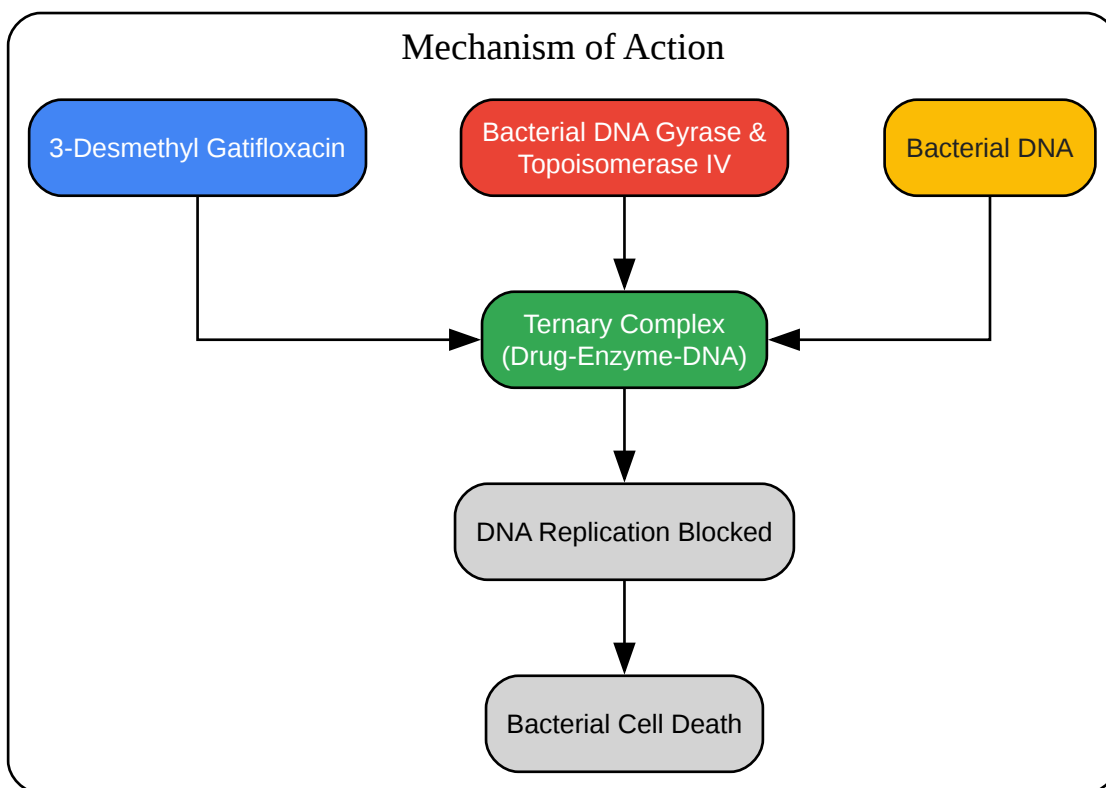 Mechanism of Action
3-Desmethyl Gatifloxacin
Bacterial DNA Gyrase &
Topoisomerase IV
Bacterial DNA
Ternary Complex
(Drug-Enzyme-DNA)
DNA Replication Blocked
Bacterial Cell Death